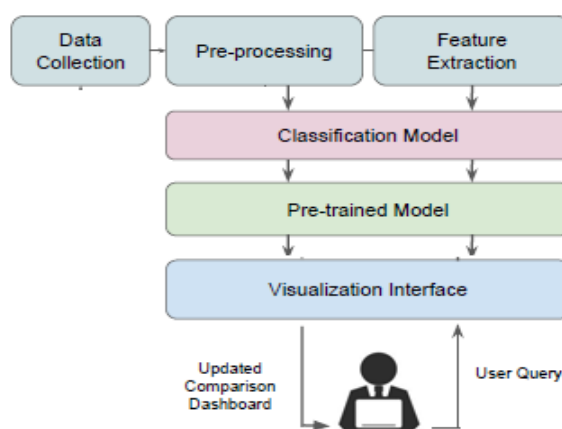 Data
Collection
Pre-processing
Feature
Extraction
Classification Model
Pre-trained Model
Visualization Interface
Updated
Comparison
Dashboard
User Query